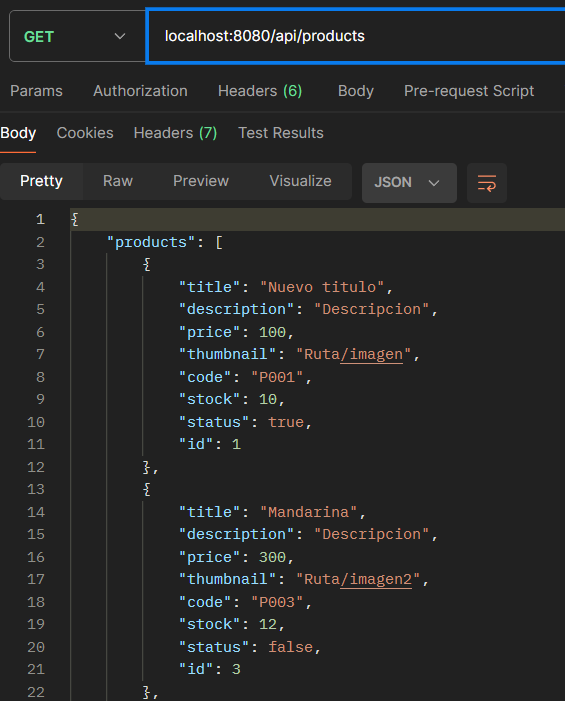 GET localhost:8080/api/products
Params Authorization Headers (6) Body Pre-request Script
Body Cookies Headers (7) Test Results
Pretty Raw Preview Visualize JSON
1 {
2 "products": [
3 {
4 "title": "Nuevo titulo",
5 "description": "Descripcion",
6 "price": 100,
7 "thumbnail": "Ruta/imagen",
8 "code": "P001",
9 "stock": 10,
10 "status": true,
11 "id": 1
12 },
13 {
14 "title": "Mandarina",
15 "description": "Descripcion",
16 "price": 300,
17 "thumbnail": "Ruta/imagen2",
18 "code": "P003",
19 "stock": 12,
20 "status": false,
21 "id": 3
22 },